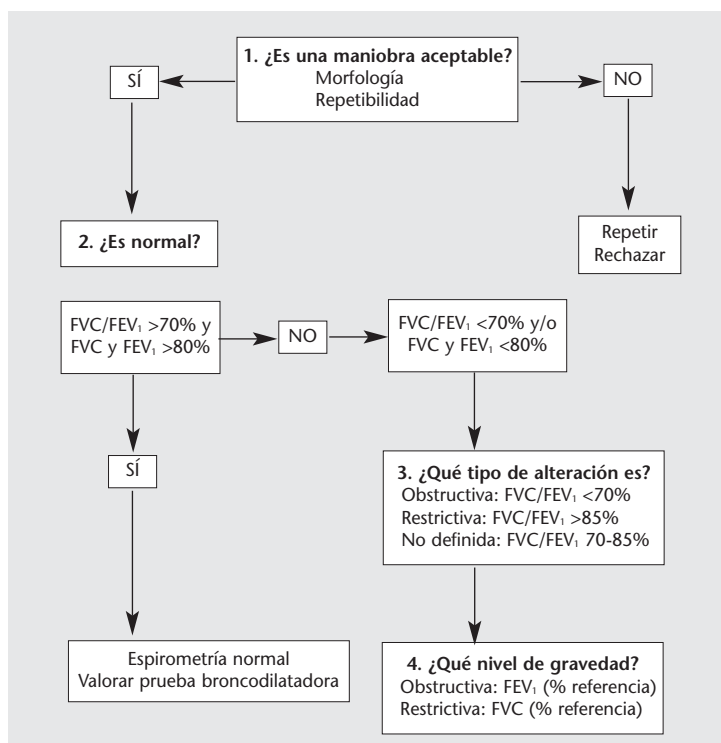 1. ¿Es una maniobra aceptable?
Morfología
Repetibilidad
SÍ
NO
2. ¿Es normal?
Repetir
Rechazar
FVC/FEV₁ >70% y
FVC y FEV₁ >80%
NO
FVC/FEV₁ <70% y/o
FVC y FEV₁ <80%
SÍ
3. ¿Qué tipo de alteración es?
Obstructiva: FVC/FEV₁ <70%
Restrictiva: FVC/FEV₁ >85%
No definida: FVC/FEV₁ 70-85%
Espirometría normal
Valorar prueba broncodilatadora
4. ¿Qué nivel de gravedad?
Obstructiva: FEV₁ (% referencia)
Restrictiva: FVC (% referencia)